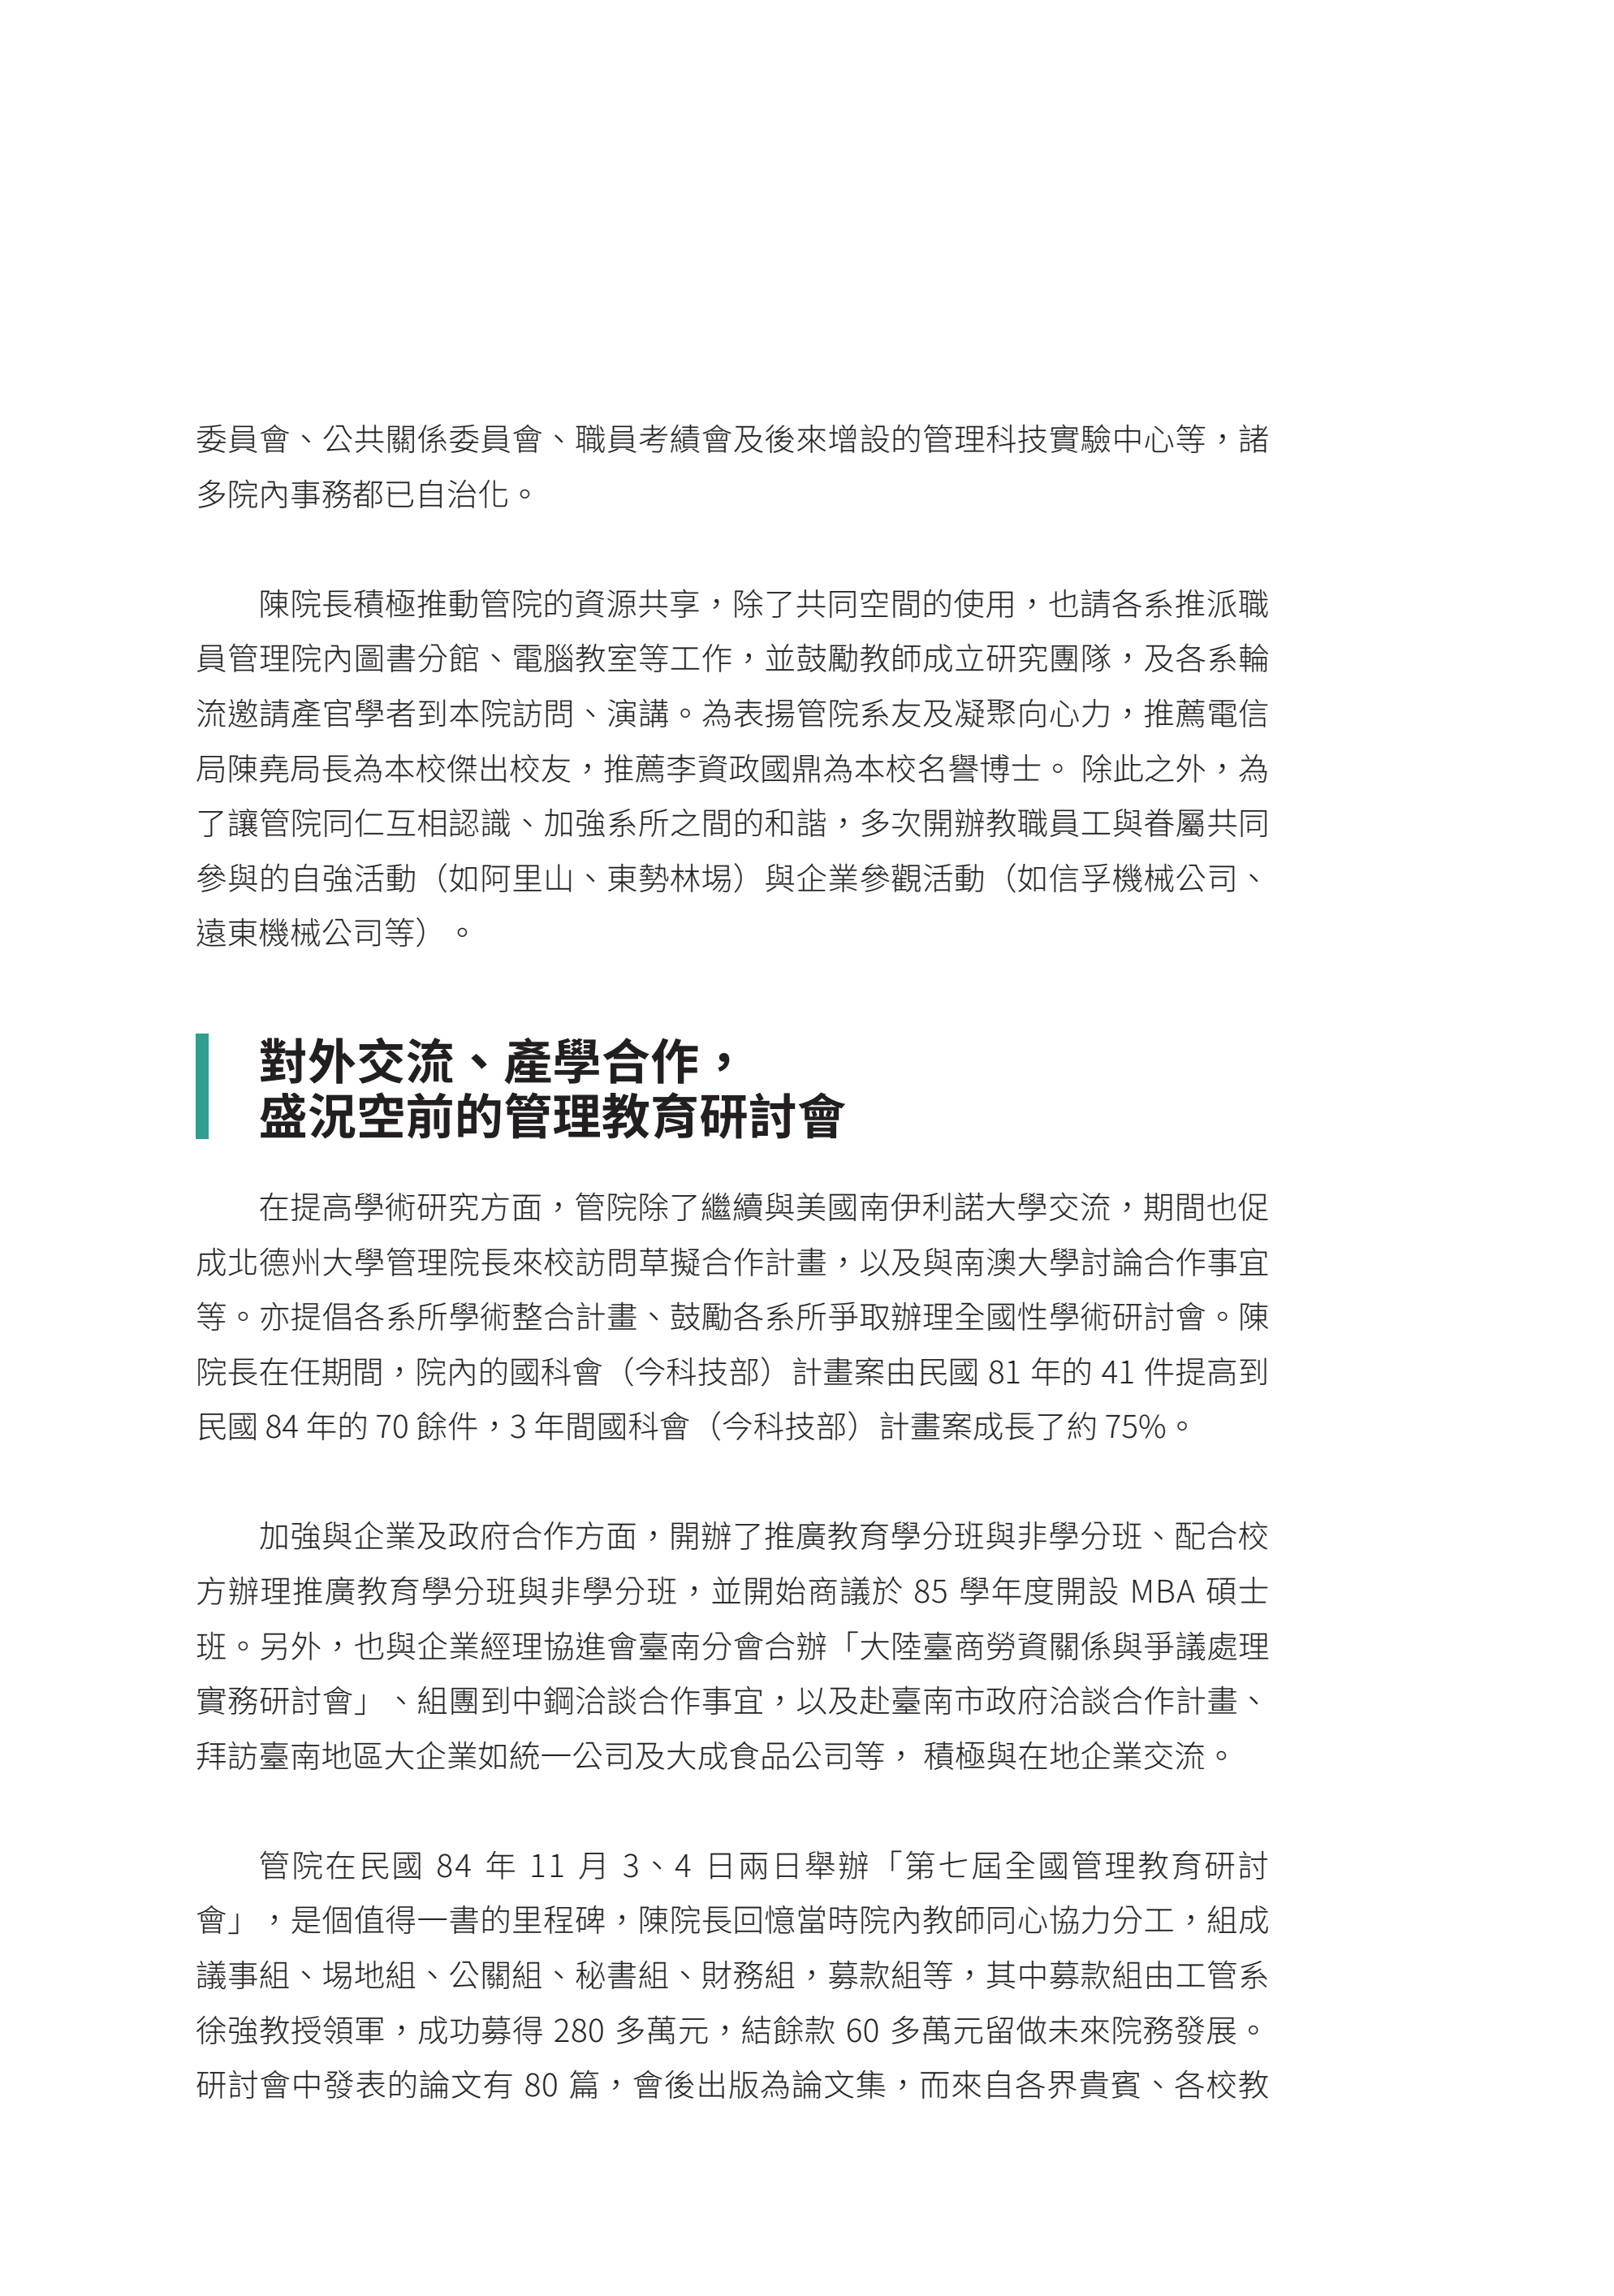 委員會、公共關係委員會、職員考績會及後來增設的管理科技實驗中心等，諸
多院內事務都已自治化。
陳院長積極推動管院的資源共享，除了共同空間的使用，也請各系推派職
員管理院內圖書分館、電腦教室等工作，並鼓勵教師成立研究團隊，及各系輪
流邀請產官學者到本院訪問、演講。為表揚管院系友及凝聚向心力，推薦電信
局陳堯局長為本校傑出校友，推薦李資政國鼎為本校名譽博士。 除此之外，為
了讓管院同仁互相認識、加強系所之間的和諧，多次開辦教職員工與眷屬共同
參與的自強活動（如阿里山、東勢林埸）與企業參觀活動（如信孚機械公司、
遠東機械公司等）。
對外交流、產學合作，
盛況空前的管理教育研討會
在提高學術研究方面，管院除了繼續與美國南伊利諾大學交流，期間也促
成北德州大學管理院長來校訪問草擬合作計畫，以及與南澳大學討論合作事宜
等。亦提倡各系所學術整合計畫、鼓勵各系所爭取辦理全國性學術研討會。陳
院長在任期間，院內的國科會（今科技部）計畫案由民國 81 年的 41 件提高到
民國 84 年的 70 餘件，3 年間國科會（今科技部）計畫案成長了約 75%。
加強與企業及政府合作方面，開辦了推廣教育學分班與非學分班、配合校
方辦理推廣教育學分班與非學分班，並開始商議於 85 學年度開設 MBA 碩士
班。另外，也與企業經理協進會臺南分會合辦「大陸臺商勞資關係與爭議處理
實務研討會」、組團到中鋼洽談合作事宜，以及赴臺南市政府洽談合作計畫、
拜訪臺南地區大企業如統一公司及大成食品公司等， 積極與在地企業交流。
管院在民國 84 年 11 月 3、4 日兩日舉辦「第七屆全國管理教育研討
會」，是個值得一書的里程碑，陳院長回憶當時院內教師同心協力分工，組成
議事組、埸地組、公關組、秘書組、財務組，募款組等，其中募款組由工管系
徐強教授領軍，成功募得 280 多萬元，結餘款 60 多萬元留做未來院務發展。
研討會中發表的論文有 80 篇，會後出版為論文集，而來自各界貴賓、各校教